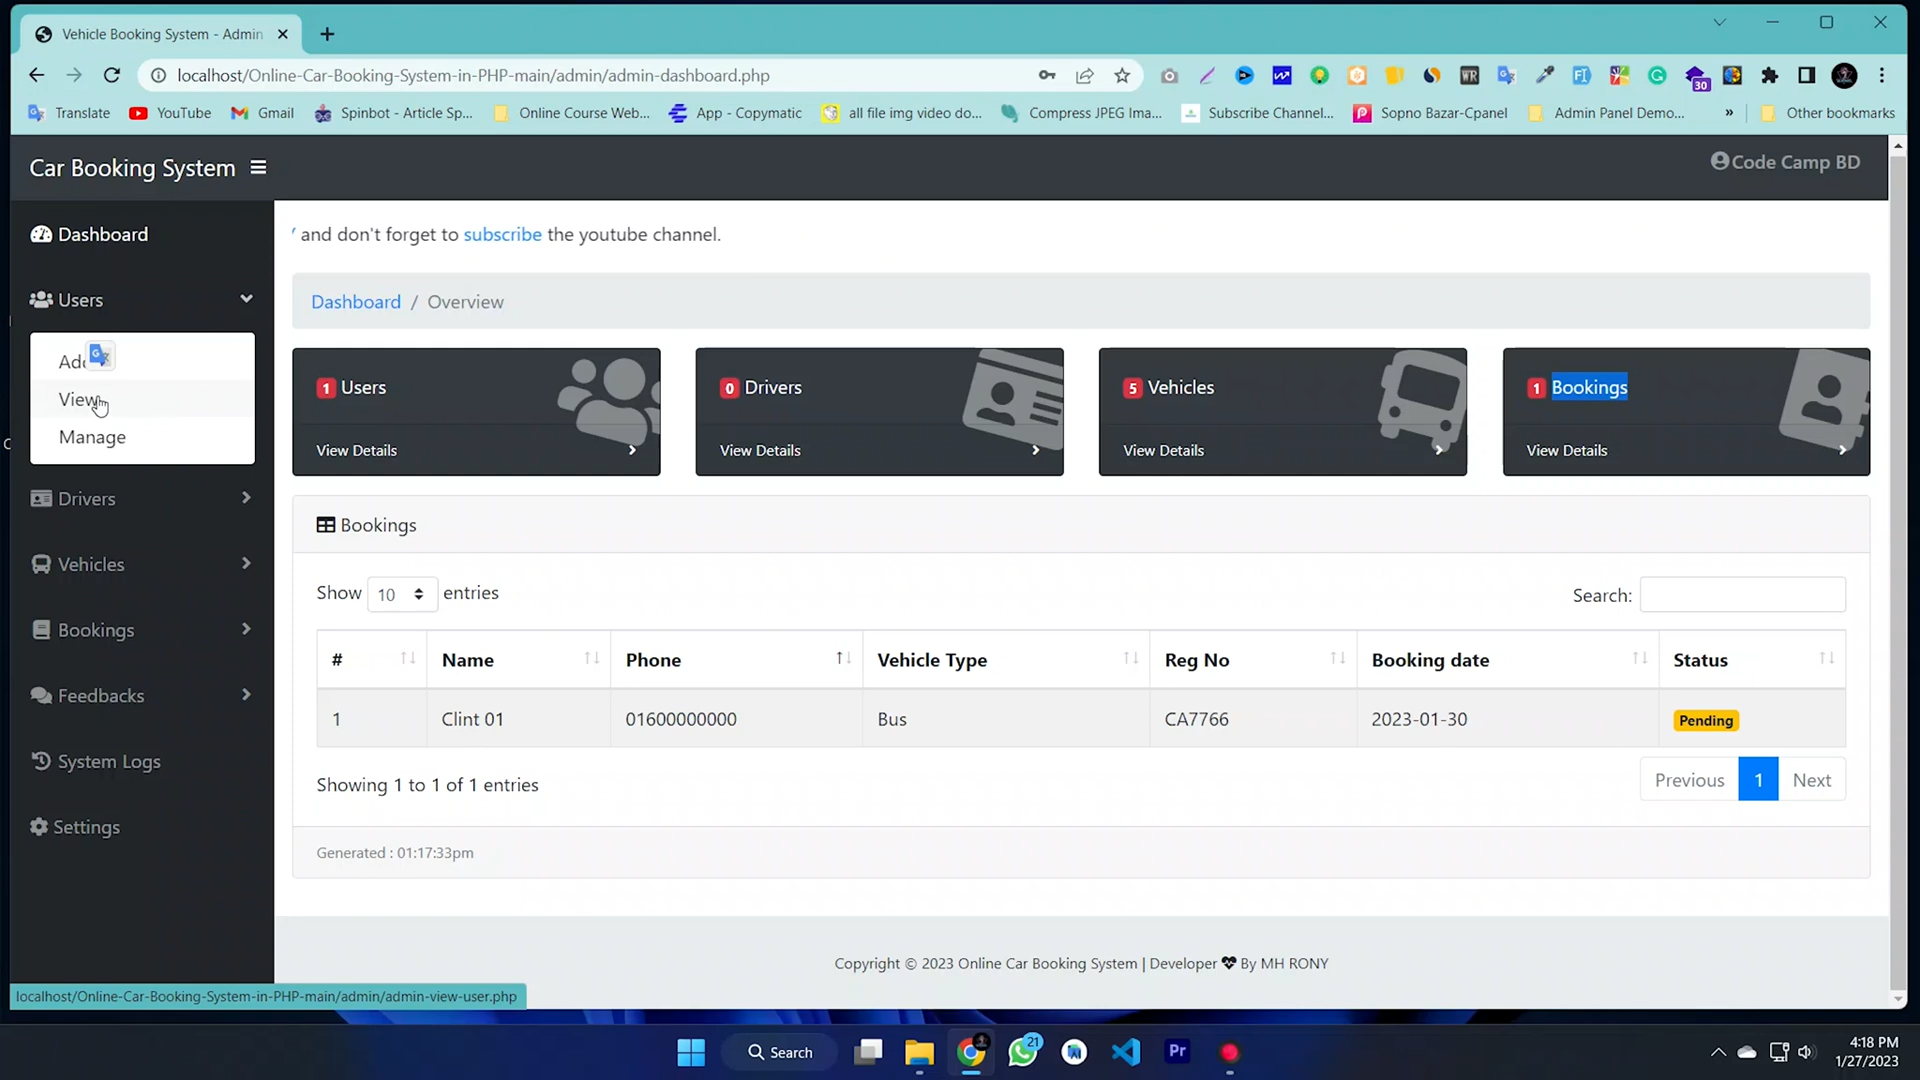 Vehicle Booking System - Admin
localhost/Online-Car-Booking-System-in-PHP-main/admin/admin-dashboard.php
30
Translate YouTube Gmail Spinbot - Article Sp... Online Course Web... App - Copymatic all file img video do... Compress JPEG Ima... Subscribe Channel... Sopno Bazar-Cpanel Admin Panel Demo... » Other bookmarks
Car Booking System
Code Camp BD
Dashboard
Users
Add
View
Manage
Drivers
Vehicles
Bookings
Feedbacks
System Logs
Settings
and don't forget to subscribe the youtube channel.
Dashboard / Overview
1 Users
View Details
0 Drivers
View Details
5 Vehicles
View Details
1 Bookings
View Details
Bookings
Show 10 entries
Search:
# Name Phone Vehicle Type Reg No Booking date Status
1 Clint 01 01600000000 Bus CA7766 2023-01-30 Pending
Showing 1 to 1 of 1 entries
Previous 1 Next
Generated : 01:17:33pm
Copyright © 2023 Online Car Booking System | Developer By MH RONY
localhost/Online-Car-Booking-System-in-PHP-main/admin/admin-view-user.php
Search
21
Pr
4:18 PM
1/27/2023